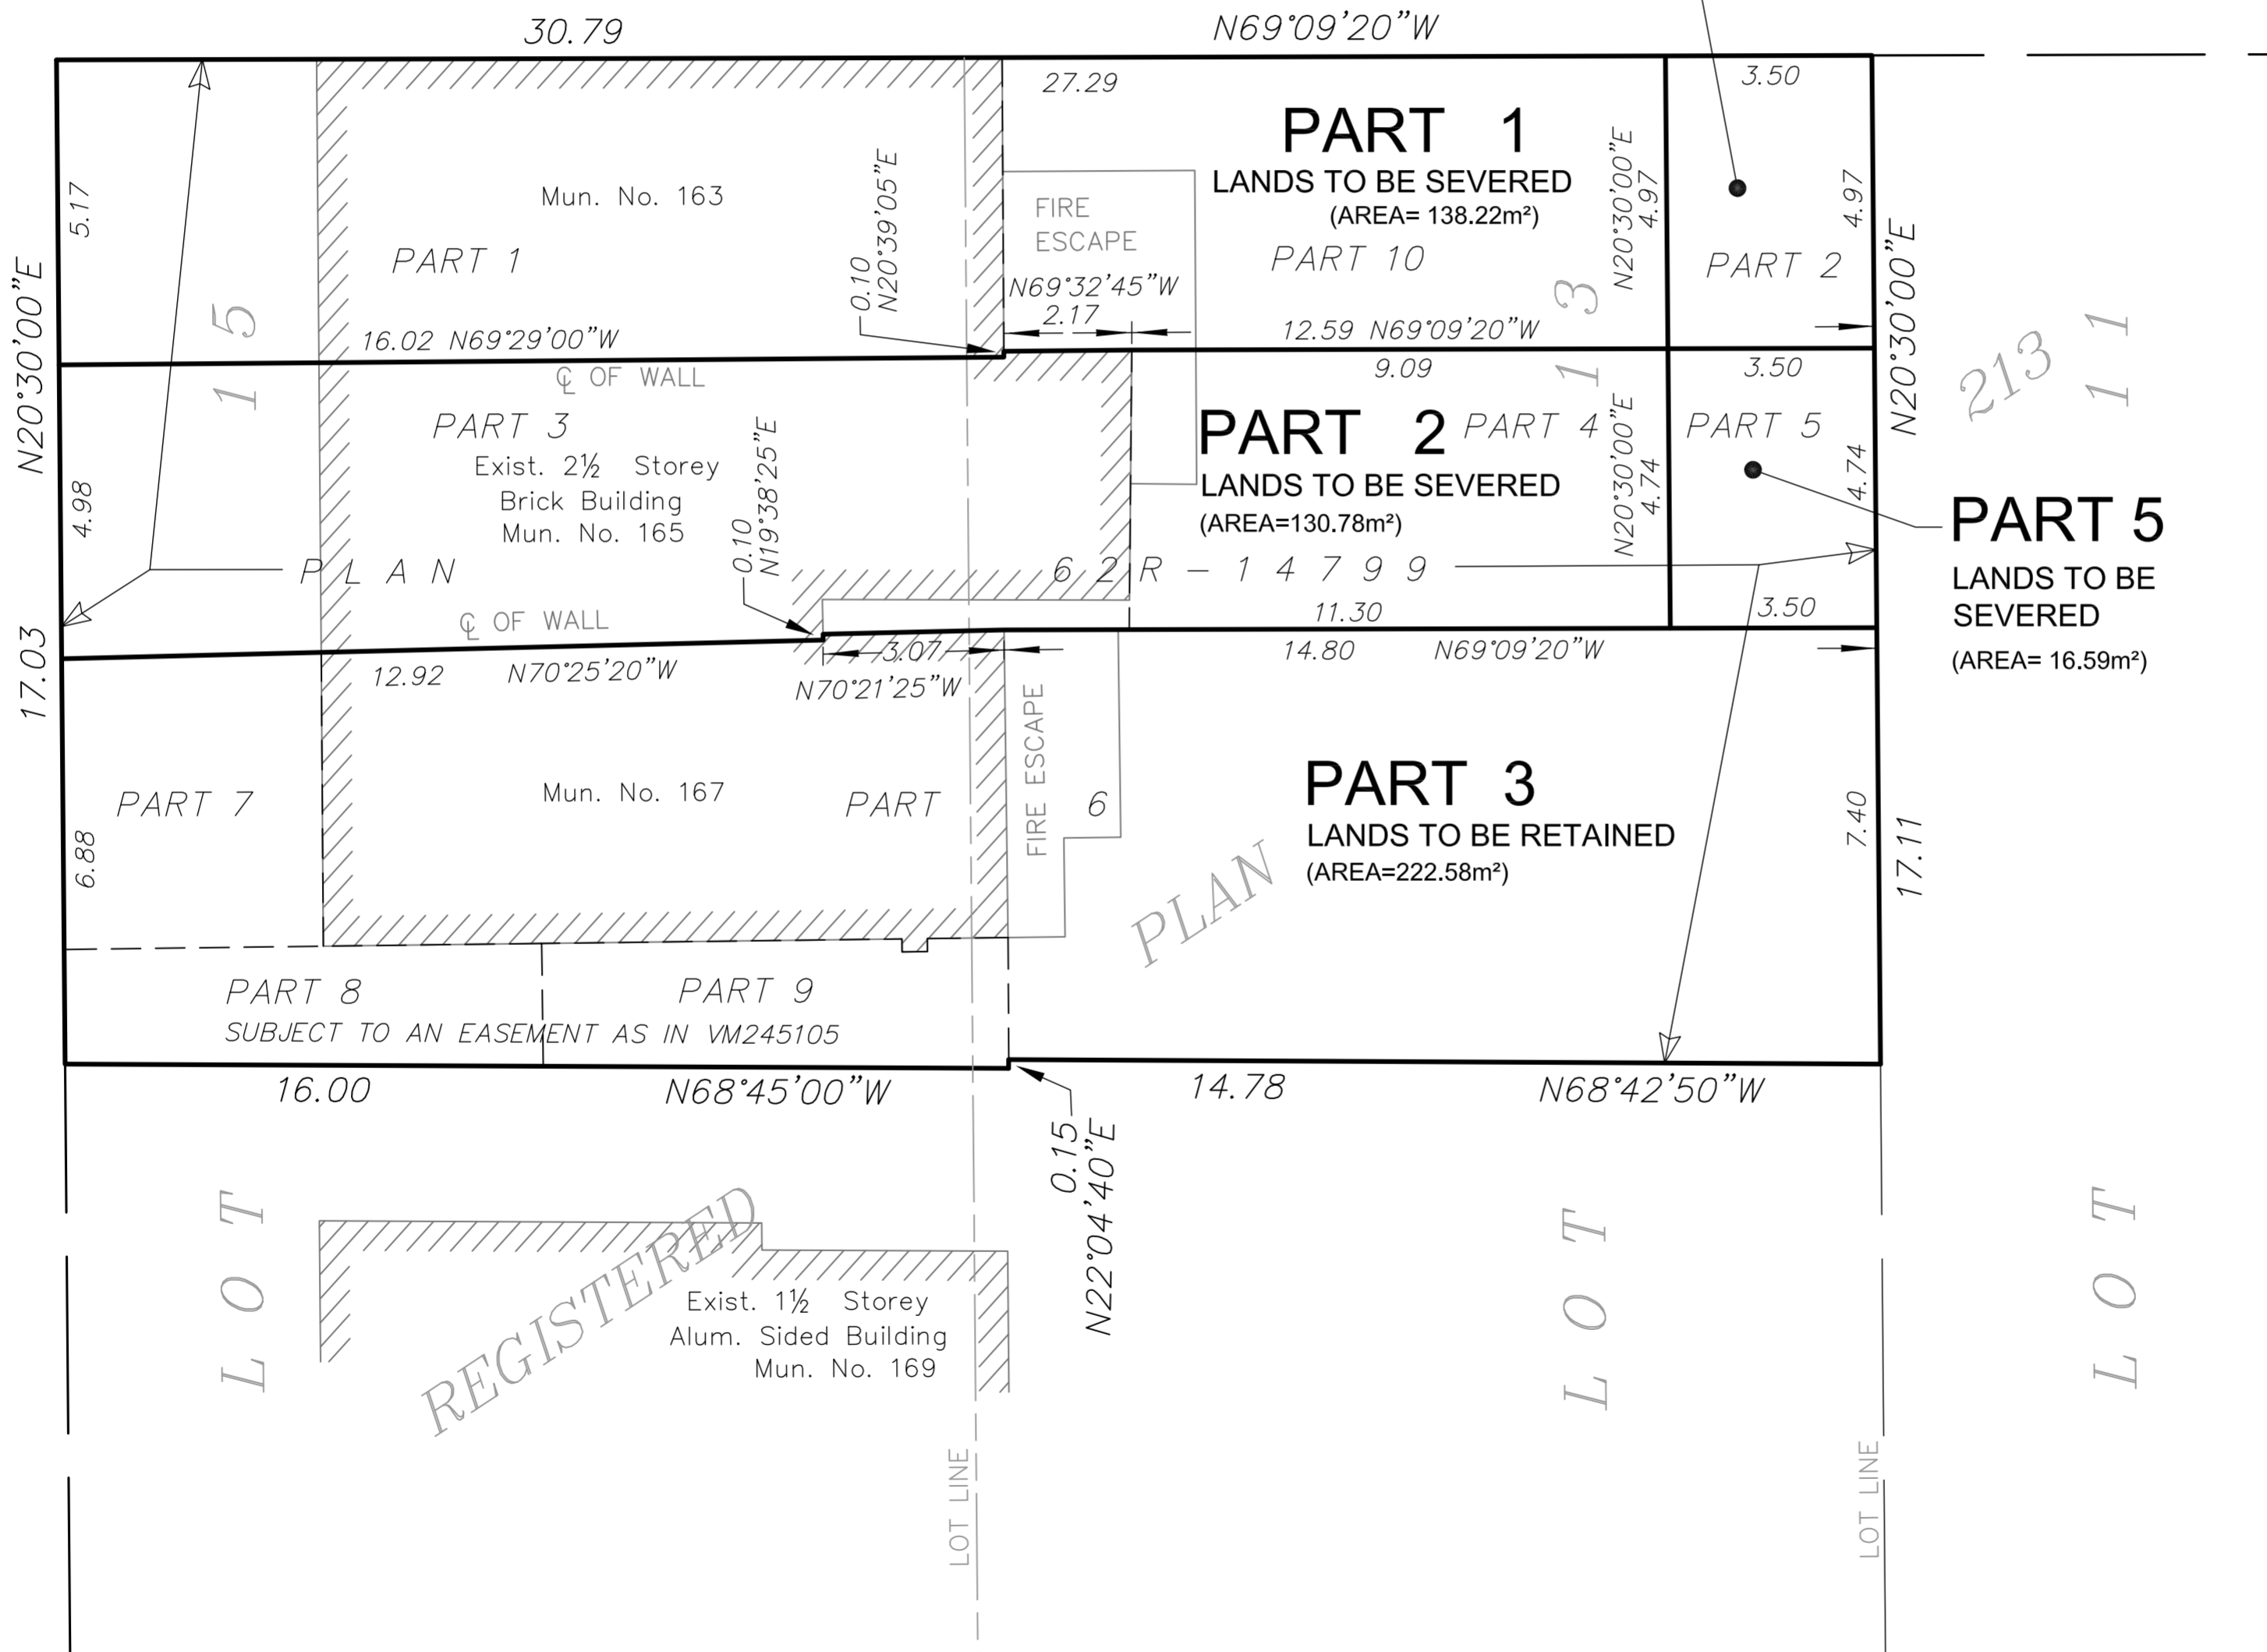 30.79
N69°09'20"W
27.29
3.50
PART 1
LANDS TO BE SEVERED
(AREA= 138.22m²)
5.17
Mun. No. 163
PART 1
0.10
N20°39'05"E
FIRE
ESCAPE
N69°32'45"W
2.17
PART 10
N20°30'00"E
4.97
PART 2
4.97
N20°30'00"E
N20°30'00"E
15
13
213
11
16.02 N69°29'00"W
12.59 N69°09'20"W
℄ OF WALL
9.09
3.50
PART 3
Exist. 2½ Storey
Brick Building
Mun. No. 165
4.98
0.10
N19°38'25"E
PART 2
LANDS TO BE SEVERED
(AREA=130.78m²)
PART 4
N20°30'00"E
4.74
PART 5
4.74
PART 5
LANDS TO BE
SEVERED
(AREA= 16.59m²)
PLAN
62R-14799
℄ OF WALL
11.30
3.50
17.03
12.92 N70°25'20"W
3.07
N70°21'25"W
14.80 N69°09'20"W
PART 7
6.88
Mun. No. 167
PART 6
FIRE ESCAPE
PART 3
LANDS TO BE RETAINED
(AREA=222.58m²)
7.40
17.11
PLAN
PART 8
PART 9
SUBJECT TO AN EASEMENT AS IN VM245105
16.00
N68°45'00"W
14.78
N68°42'50"W
0.15
N22°04'40"E
LOT
REGISTERED
Exist. 1½ Storey
Alum. Sided Building
Mun. No. 169
LOT
LOT
LOT LINE
LOT LINE